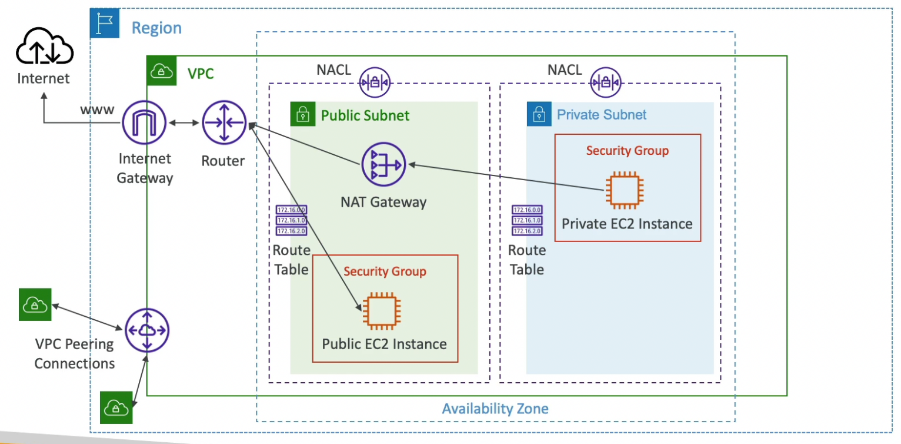 Region
Internet
VPC
www
Internet
Gateway
Router
NACL
Public Subnet
NAT Gateway
172.16.0.0
172.16.1.0
172.16.2.0
Route
Table
Security Group
Public EC2 Instance
NACL
Private Subnet
Security Group
Private EC2 Instance
172.16.0.0
172.16.1.0
172.16.2.0
Route
Table
VPC Peering
Connections
Availability Zone